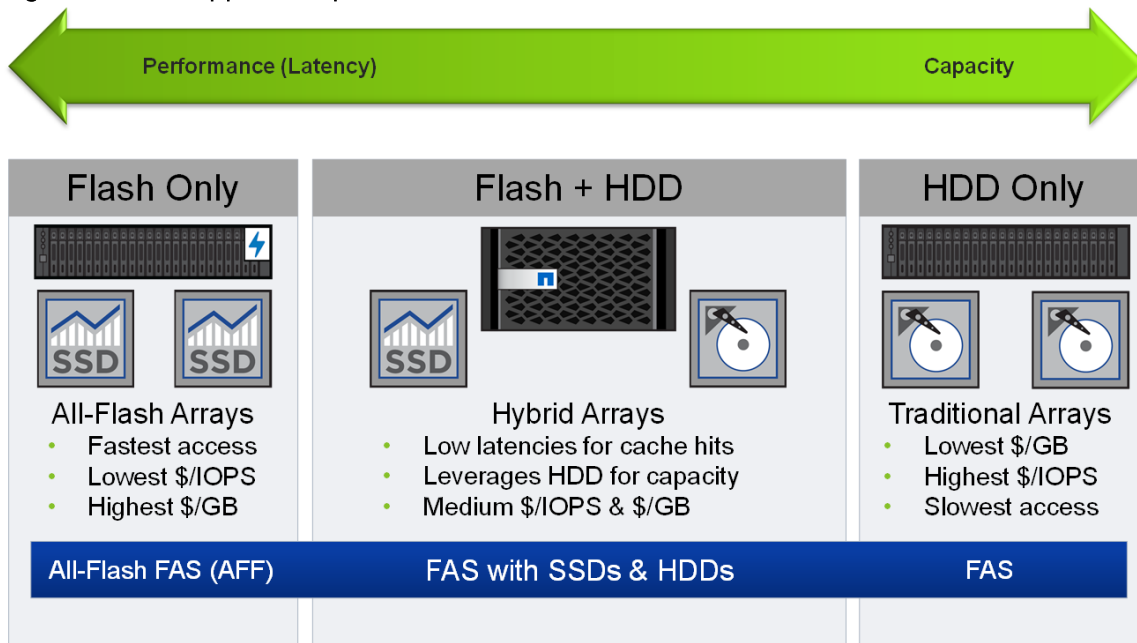 Performance (Latency)
Capacity
Flash Only
SSD
SSD
All-Flash Arrays
• Fastest access
• Lowest $/IOPS
• Highest $/GB
Flash + HDD
SSD
Hybrid Arrays
• Low latencies for cache hits
• Leverages HDD for capacity
• Medium $/IOPS & $/GB
HDD Only
Traditional Arrays
• Lowest $/GB
• Highest $/IOPS
• Slowest access
All-Flash FAS (AFF)
FAS with SSDs & HDDs
FAS